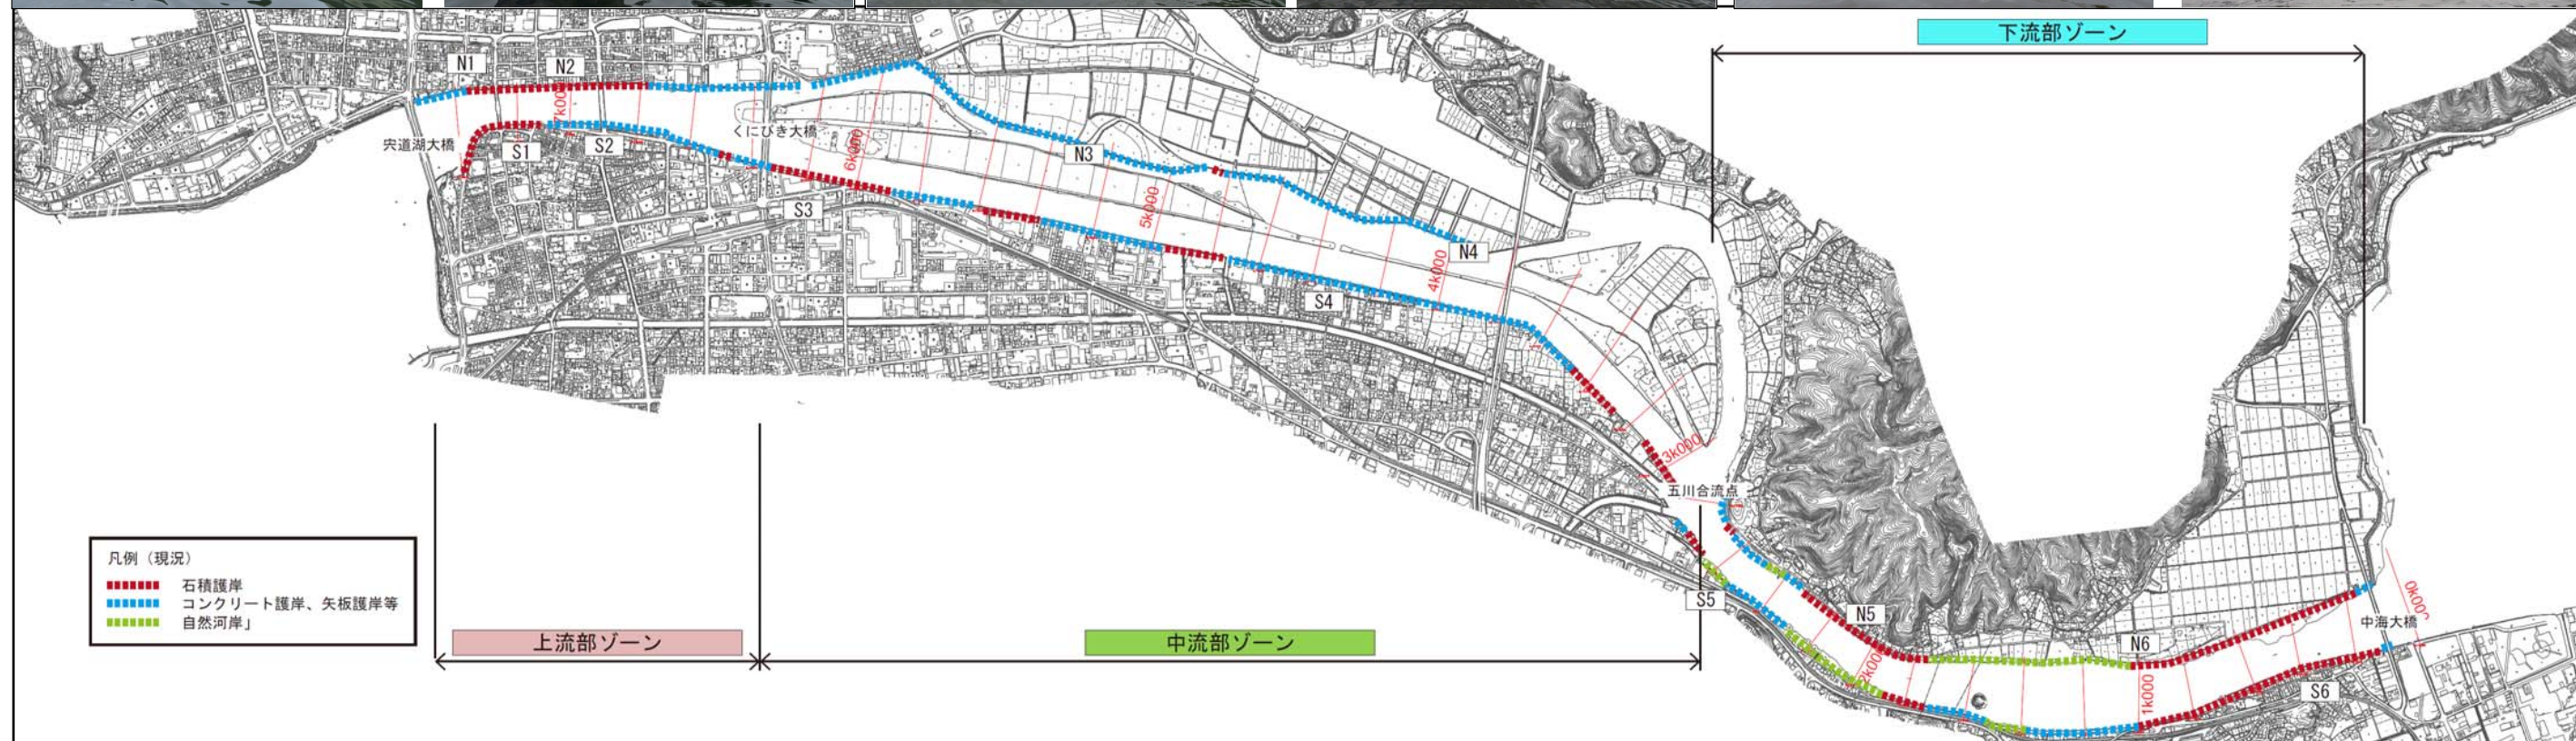 下流部ゾーン
N1
N2
7k000
宍道湖大橋
S1
S2
くにびき大橋
6k000
N3
S3
5k000
N4
4k000
S4
3k000
五川合流点
凡例（現況）
石積護岸
コンクリート護岸、矢板護岸等
自然河岸」
S5
N5
0k000
中海大橋
上流部ゾーン
中流部ゾーン
N6
2k000
1k000
S6